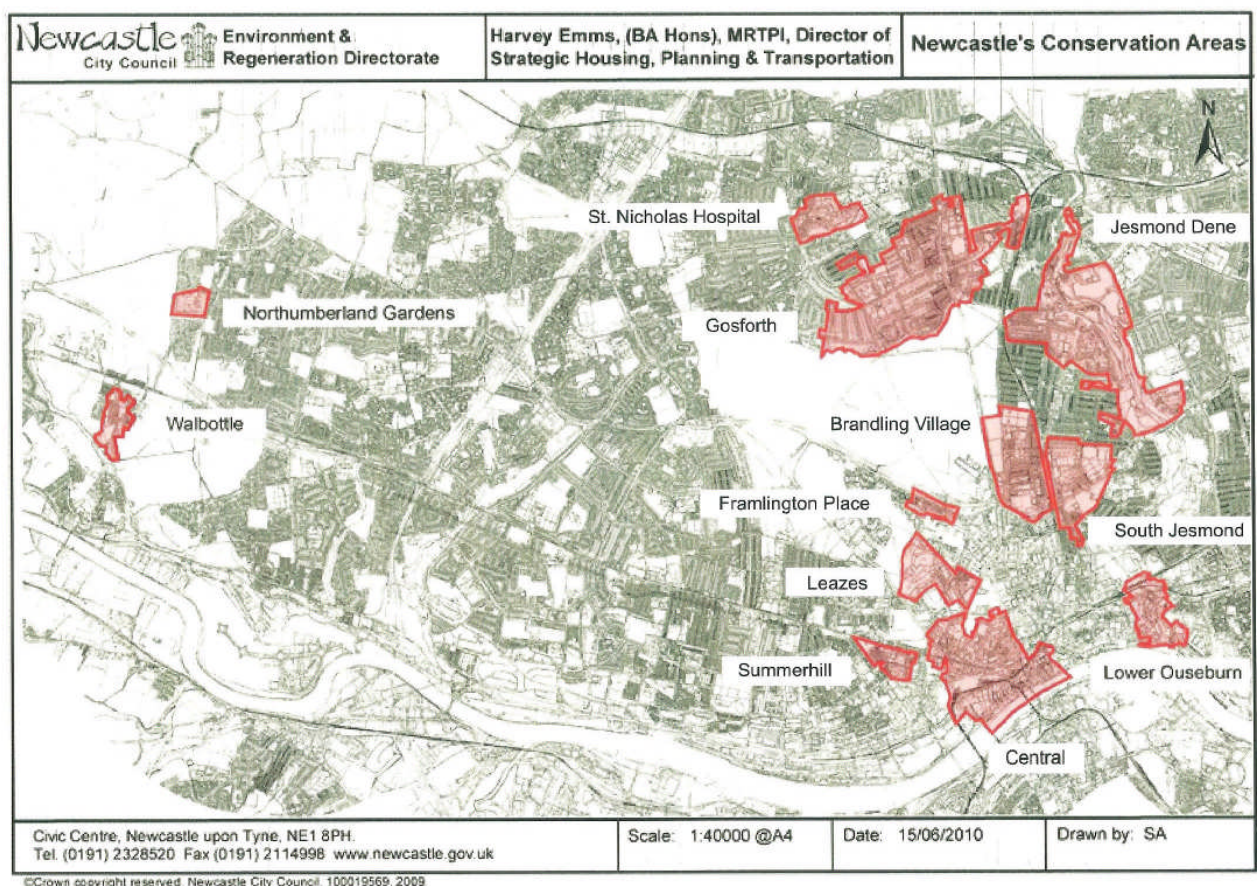 Newcastle
City Council
Environment &
Regeneration Directorate
Harvey Emms, (BA Hons), MRTPI, Director of
Strategic Housing, Planning & Transportation
Newcastle's Conservation Areas
N
St. Nicholas Hospital
Jesmond Dene
Northumberland Gardens
Gosforth
Walbottle
Brandling Village
Framlington Place
South Jesmond
Leazes
Summerhill
Lower Ouseburn
Central
Civic Centre, Newcastle upon Tyne, NE1 8PH.
Tel. (0191) 2328520 Fax (0191) 2114998 www.newcastle.gov.uk
Scale: 1:40000 @A4
Date: 15/06/2010
Drawn by: SA
©Crown copyright reserved. Newcastle City Council, 100019569, 2009